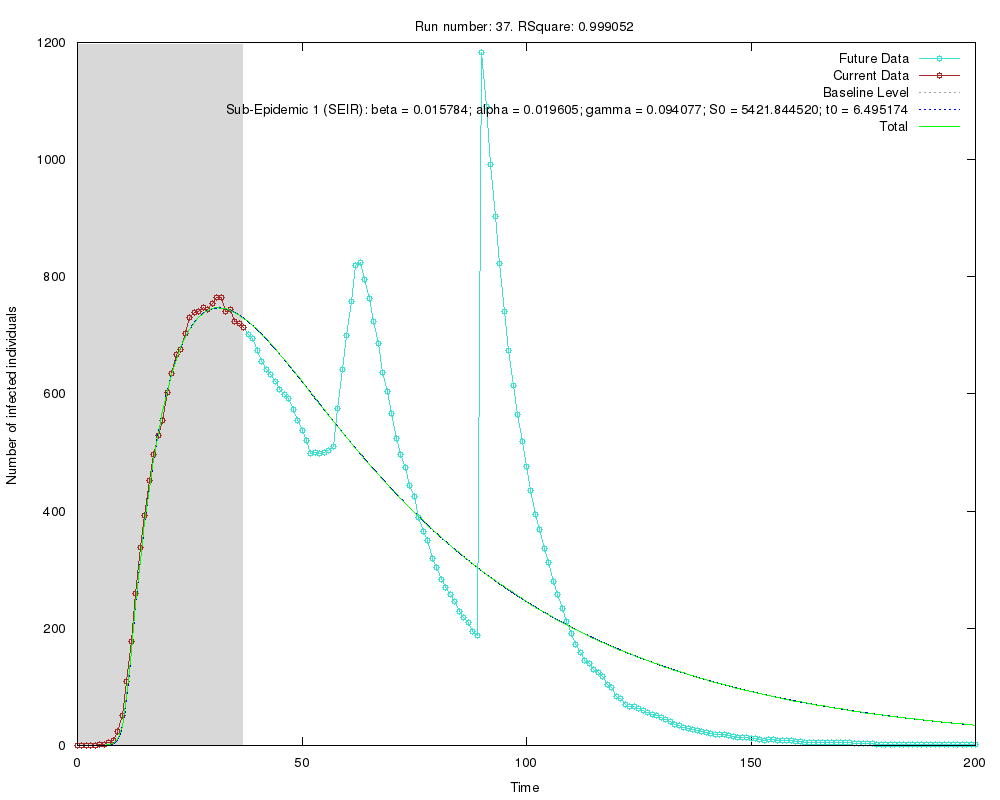 Run number: 37. RSquare: 0.999052
Future Data
Current Data
Baseline Level
Sub-Epidemic 1 (SEIR): beta = 0.015784; alpha = 0.019605; gamma = 0.094077; S0 = 5421.844520; t0 = 6.495174
Total
1200
1000
800
600
400
200
0
Number of infected individuals
0 50 100 150 200
Time